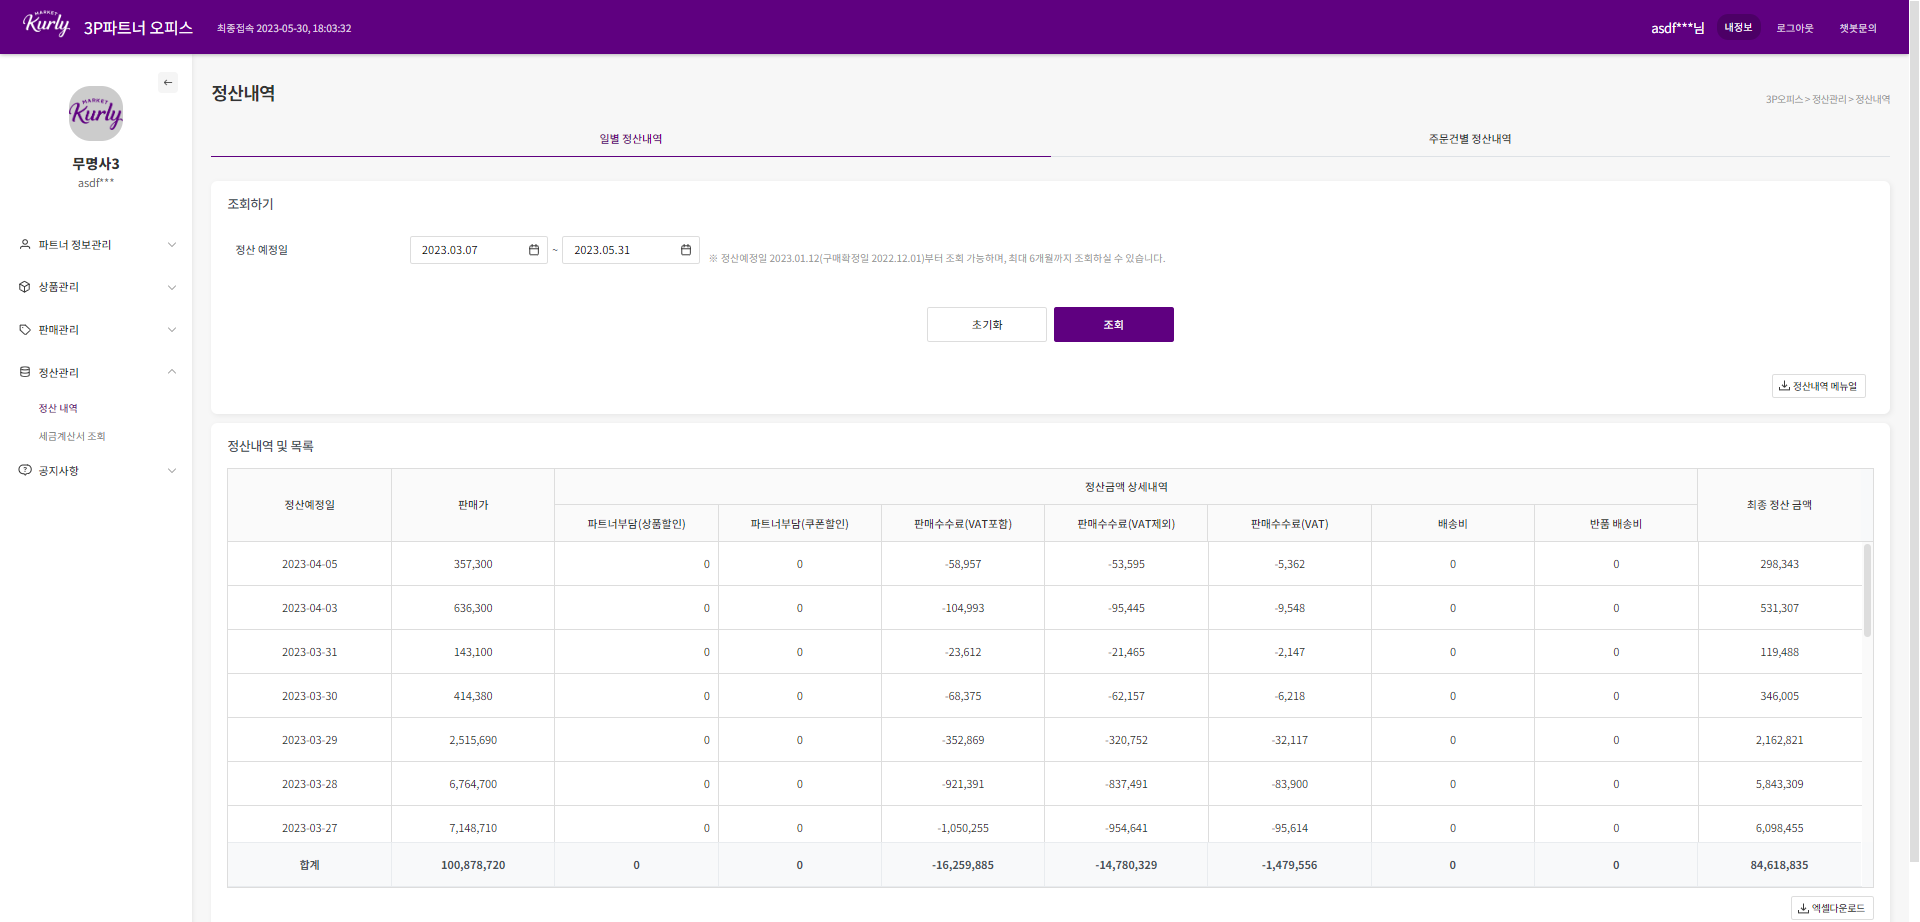 MARKET Kurly 3P파트너 오피스 최종접속 2023-05-30, 18:03:32 asdf***님 내정보 로그아웃 챗봇문의
←
MARKET Kurly
무명사3
asdf***
파트너 정보관리
상품관리
판매관리
정산관리
정산 내역
세금계산서 조회
공지사항
정산내역
3P오피스 > 정산관리 > 정산내역
일별 정산내역 주문건별 정산내역
조회하기
정산 예정일 2023.03.07 ~ 2023.05.31 ※ 정산예정일 2023.01.12(구매확정일 2022.12.01)부터 조회 가능하며, 최대 6개월까지 조회하실 수 있습니다.
초기화 조회
정산내역 메뉴얼
정산내역 및 목록
정산예정일 판매가 정산금액 상세내역 최종 정산 금액
파트너부담(상품할인) 파트너부담(쿠폰할인) 판매수수료(VAT포함) 판매수수료(VAT제외) 판매수수료(VAT) 배송비 반품 배송비
2023-04-05 357,300 0 0 -58,957 -53,595 -5,362 0 0 298,343
2023-04-03 636,300 0 0 -104,993 -95,445 -9,548 0 0 531,307
2023-03-31 143,100 0 0 -23,612 -21,465 -2,147 0 0 119,488
2023-03-30 414,380 0 0 -68,375 -62,157 -6,218 0 0 346,005
2023-03-29 2,515,690 0 0 -352,869 -320,752 -32,117 0 0 2,162,821
2023-03-28 6,764,700 0 0 -921,391 -837,491 -83,900 0 0 5,843,309
2023-03-27 7,148,710 0 0 -1,050,255 -954,641 -95,614 0 0 6,098,455
합계 100,878,720 0 0 -16,259,885 -14,780,329 -1,479,556 0 0 84,618,835
엑셀다운로드